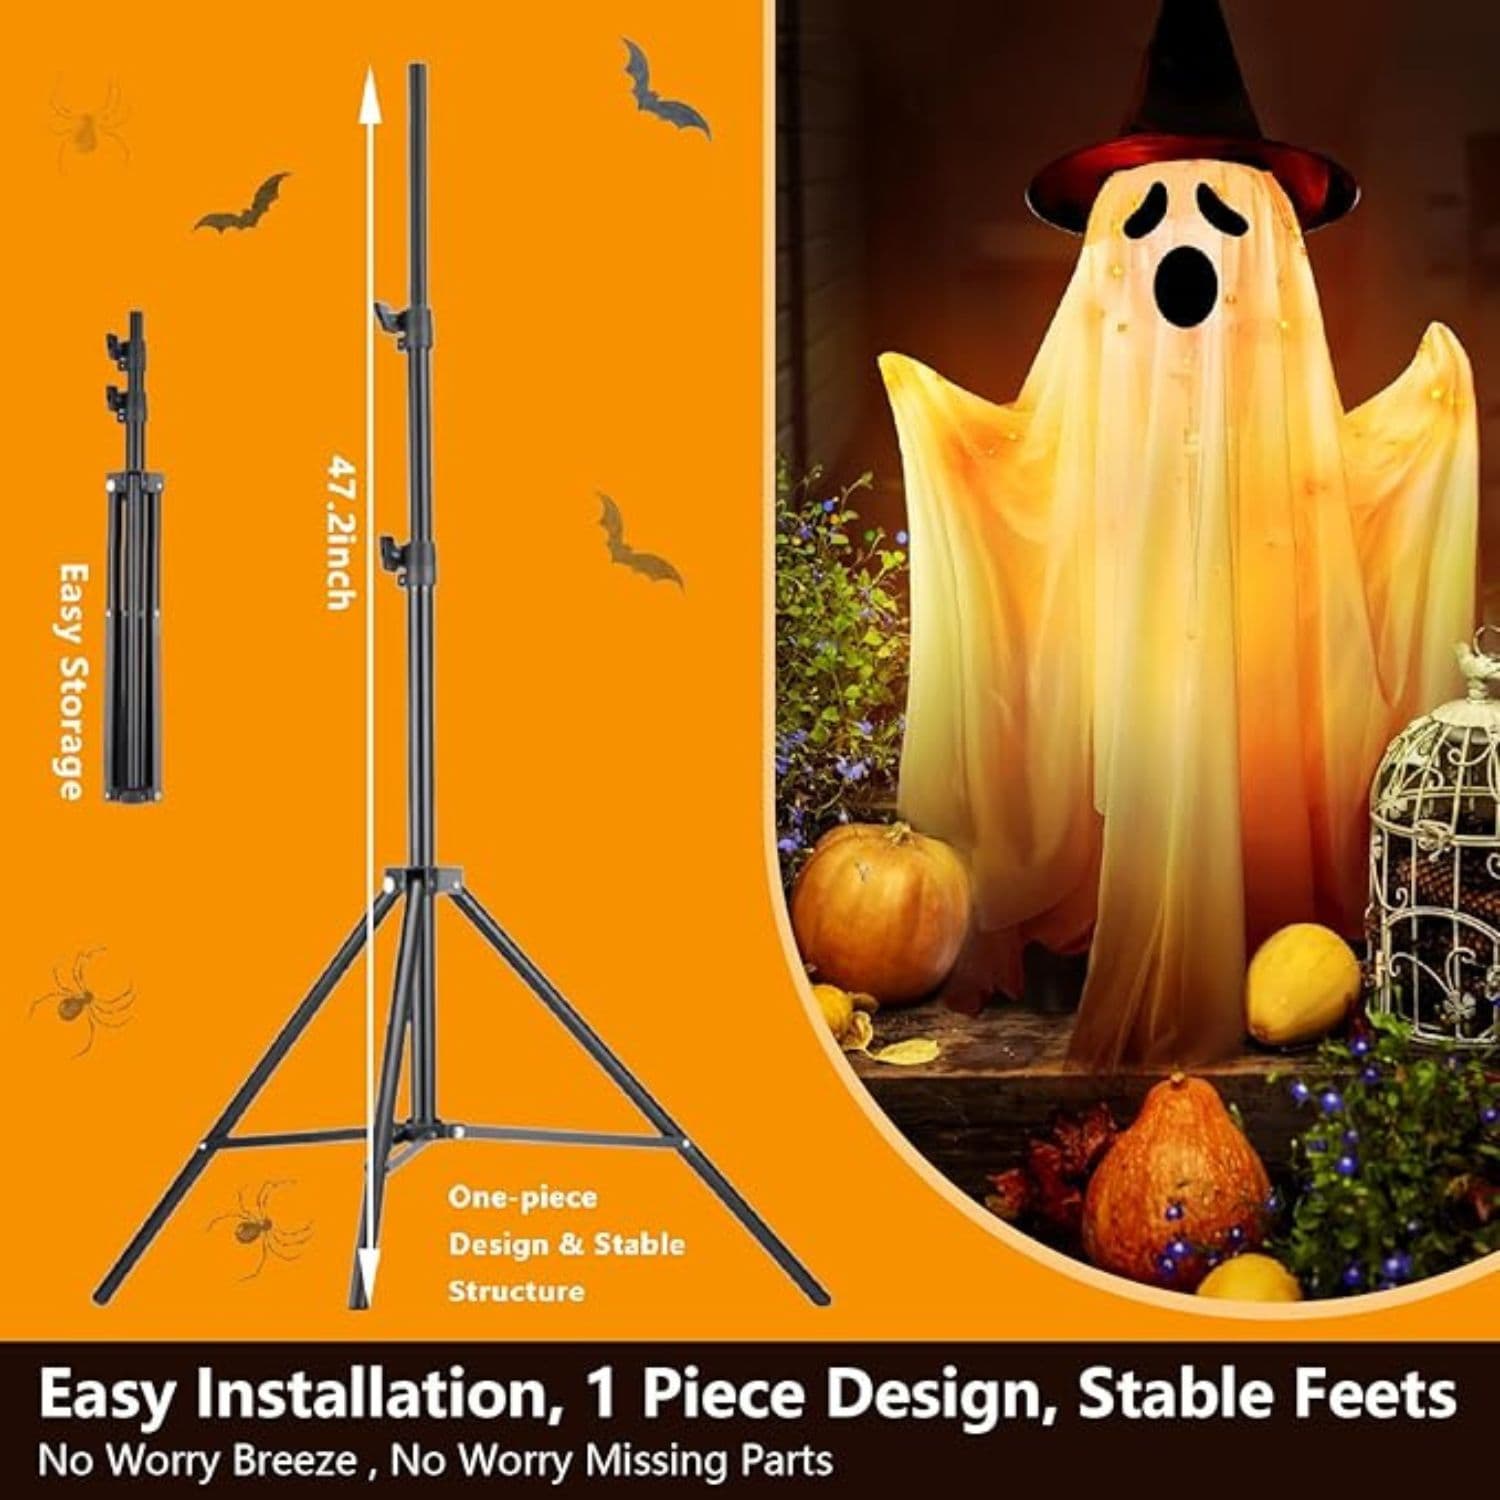 47.2inch
Easy Storage
One-piece
Design & Stable
Structure
Easy Installation, 1 Piece Design, Stable Feets
No Worry Breeze , No Worry Missing Parts